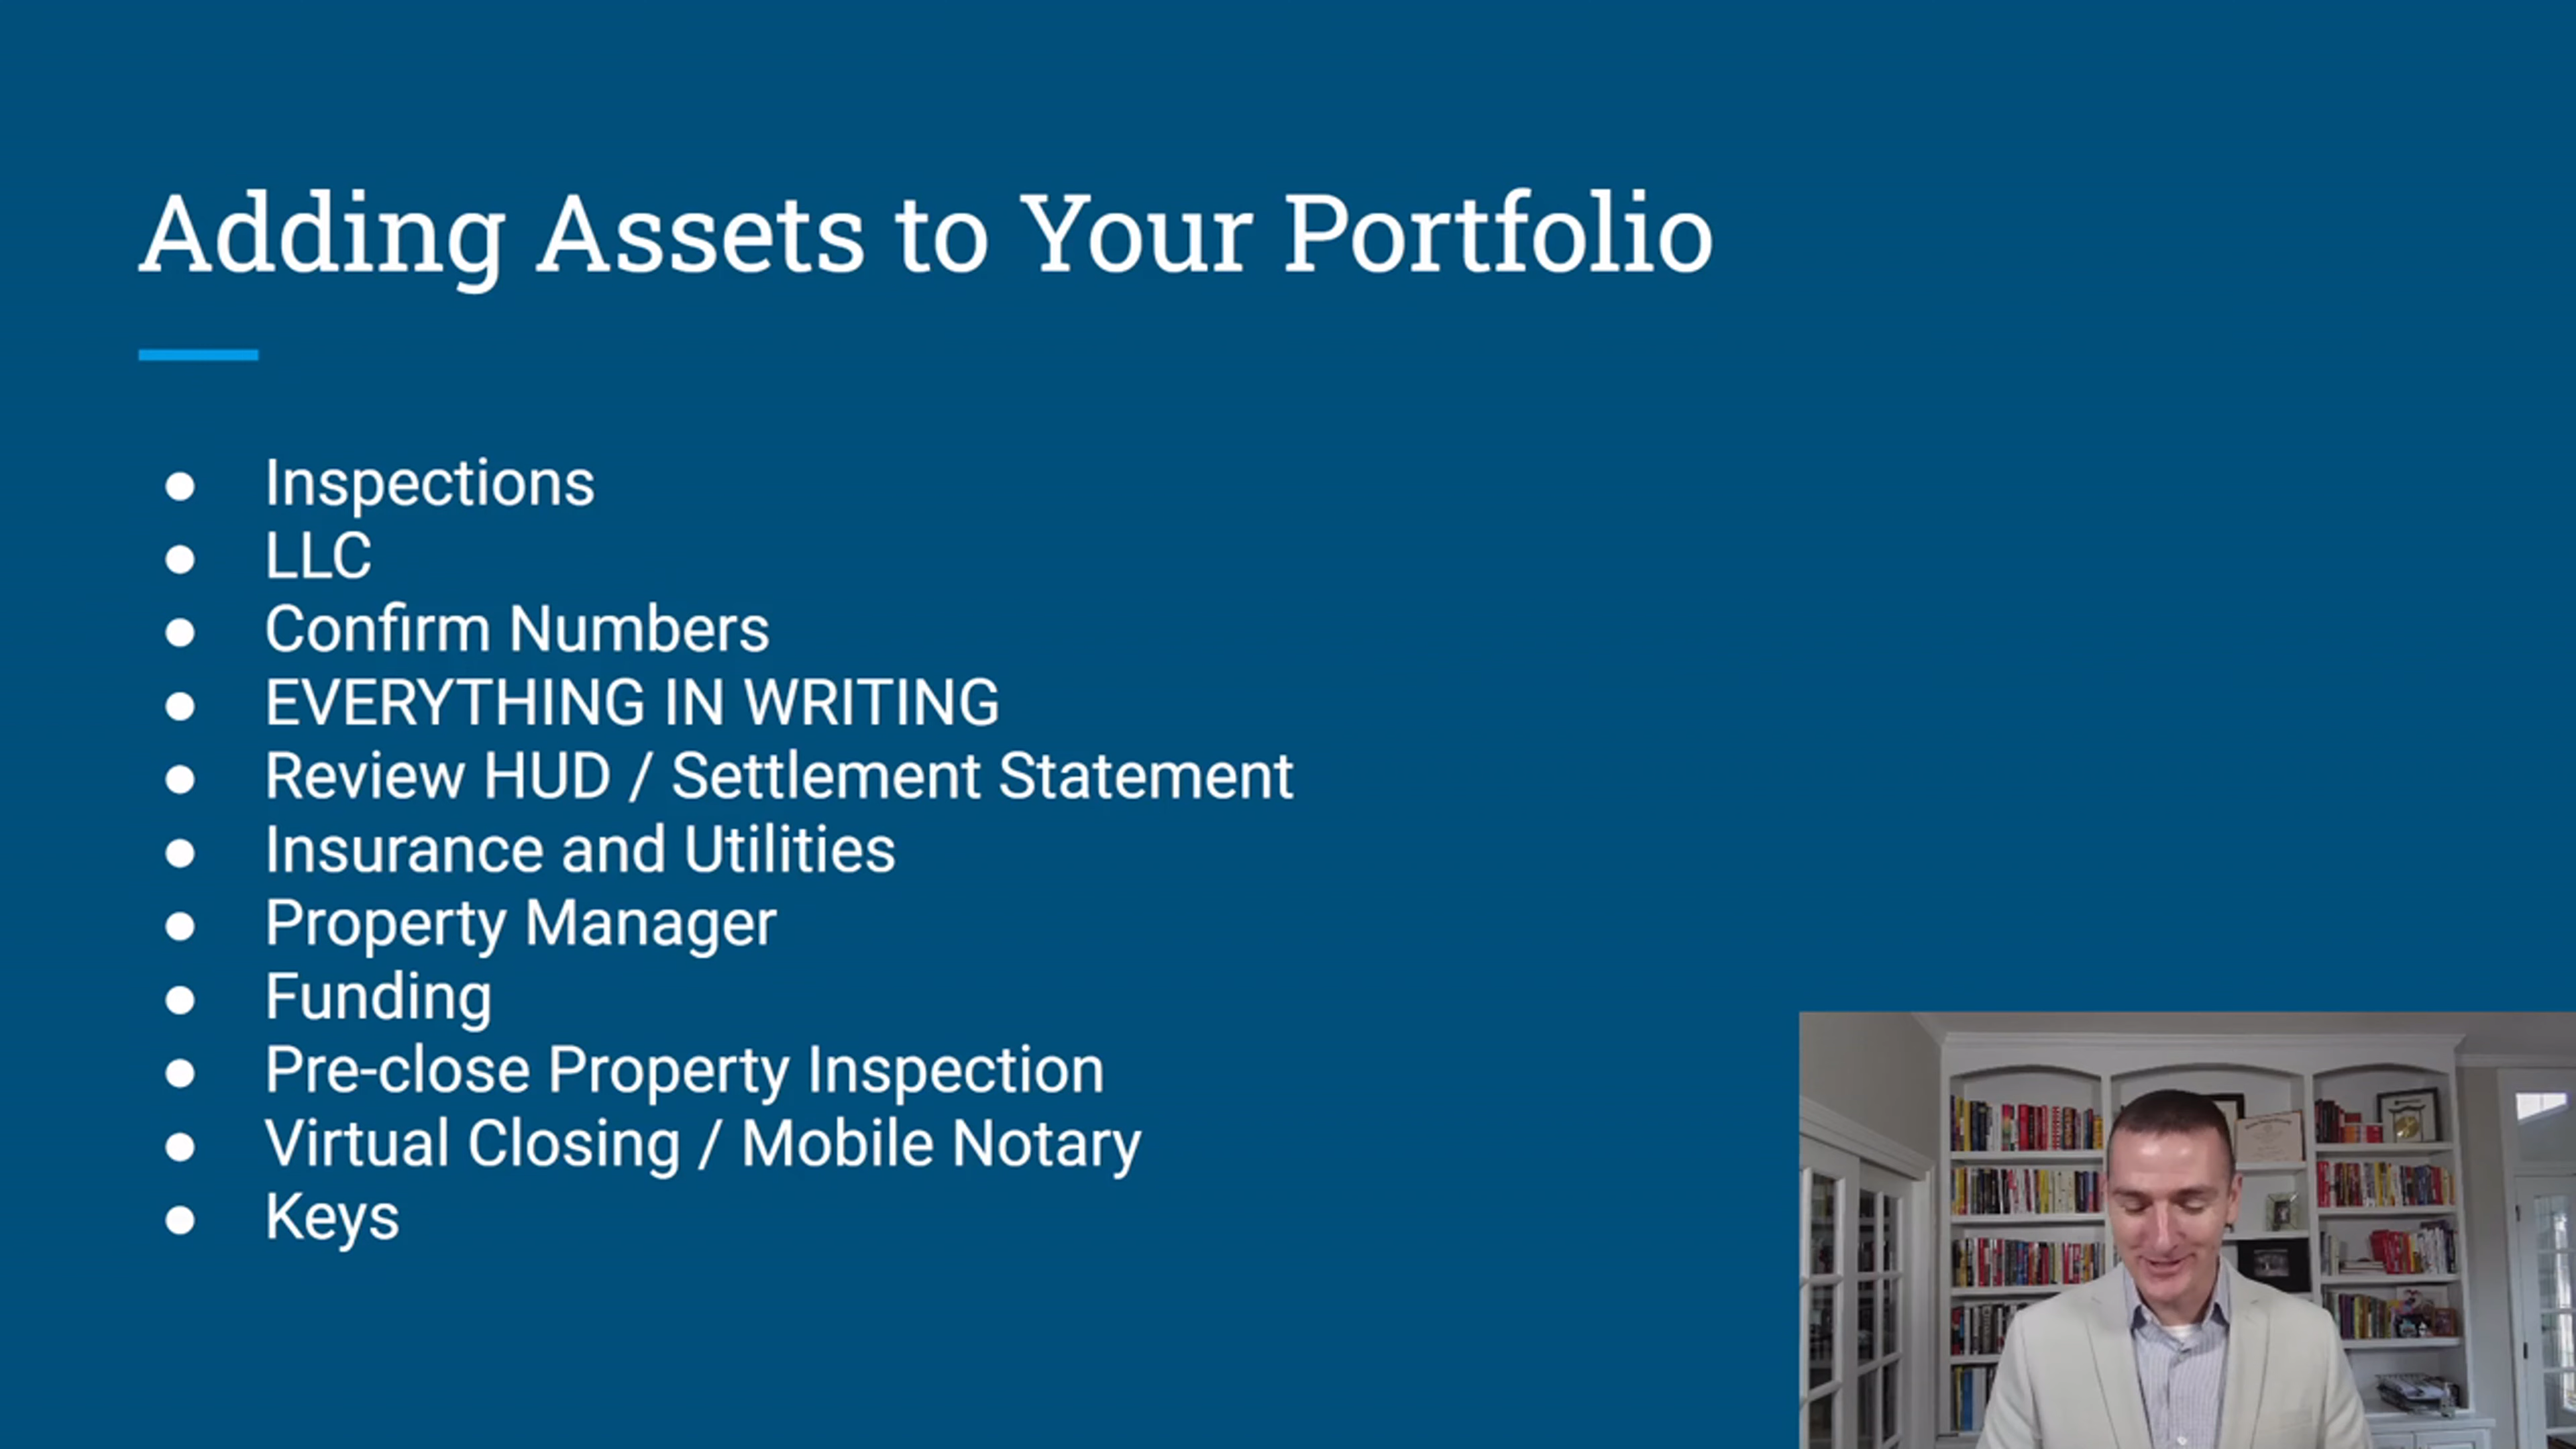 Adding Assets to Your Portfolio
Inspections
LLC
Confirm Numbers
EVERYTHING IN WRITING
Review HUD / Settlement Statement
Insurance and Utilities
Property Manager
Funding
Pre-close Property Inspection
Virtual Closing / Mobile Notary
Keys